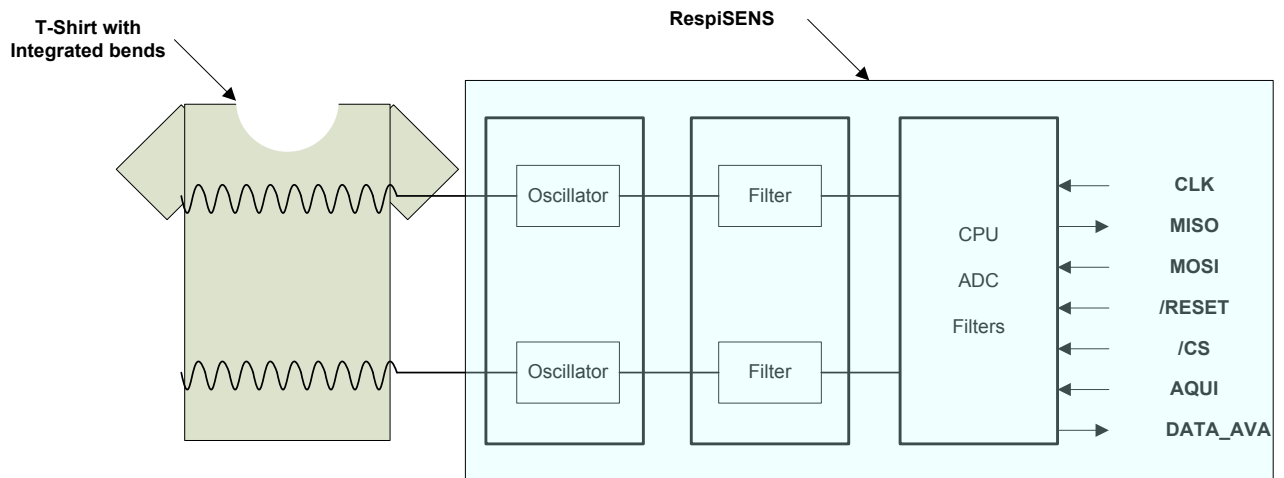 T-Shirt with
Integrated bends
RespiSENS
Oscillator
Filter
Oscillator
Filter
CPU
ADC
Filters
CLK
MISO
MOSI
/RESET
/CS
AQUI
DATA_AVA